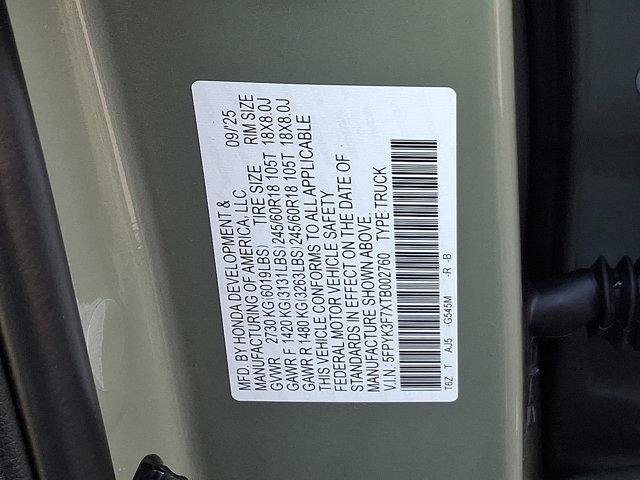 MFD. BY HONDA DEVELOPMENT &
MANUFACTURING OF AMERICA, LLC 09/25
GVWR 2730 KG(6019LBS) TIRE SIZE RIM SIZE
GAWR F 1420 KG(3131LBS)245/60R18 105T 18X8.0J
GAWR R 1480 KG(3263LBS)245/60R18 105T 18X8.0J
THIS VEHICLE CONFORMS TO ALL APPLICABLE
FEDERAL MOTOR VEHICLE SAFETY
STANDARDS IN EFFECT ON THE DATE OF
MANUFACTURE SHOWN ABOVE.
V.I.N: 5FPYK3F7XTB002760 TYPE:TRUCK
T6Z T AJ5 -G545M -R -B